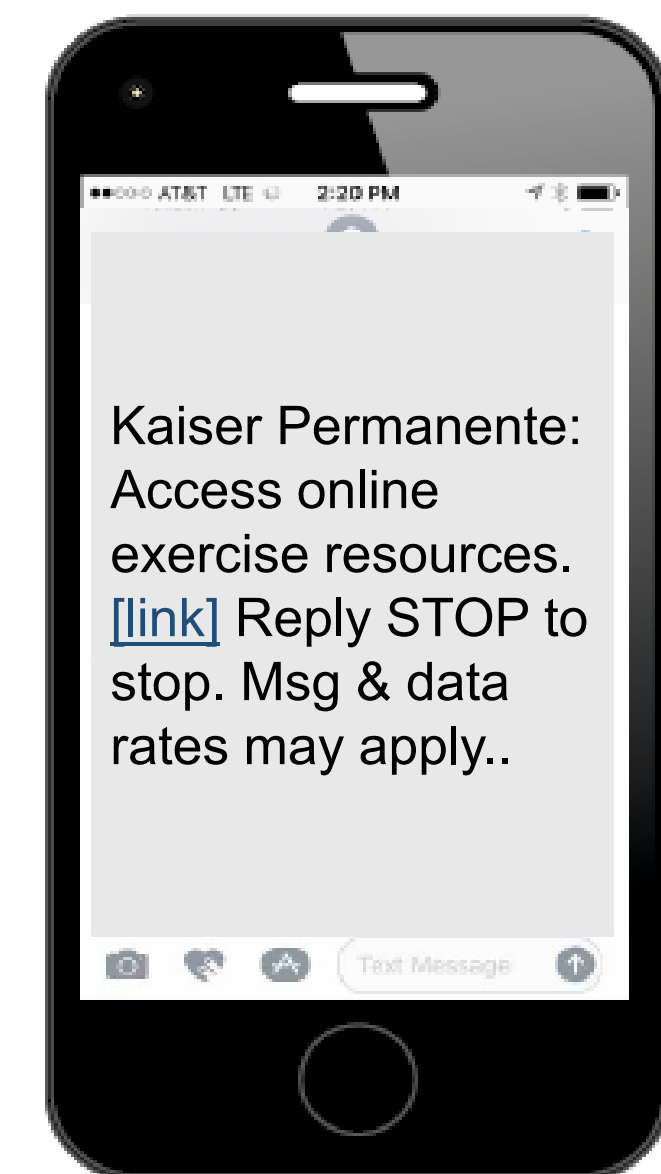 AT&T LTE 2:20 PM
Kaiser Permanente:
Access online
exercise resources.
[link] Reply STOP to
stop. Msg & data
rates may apply..
Text Message